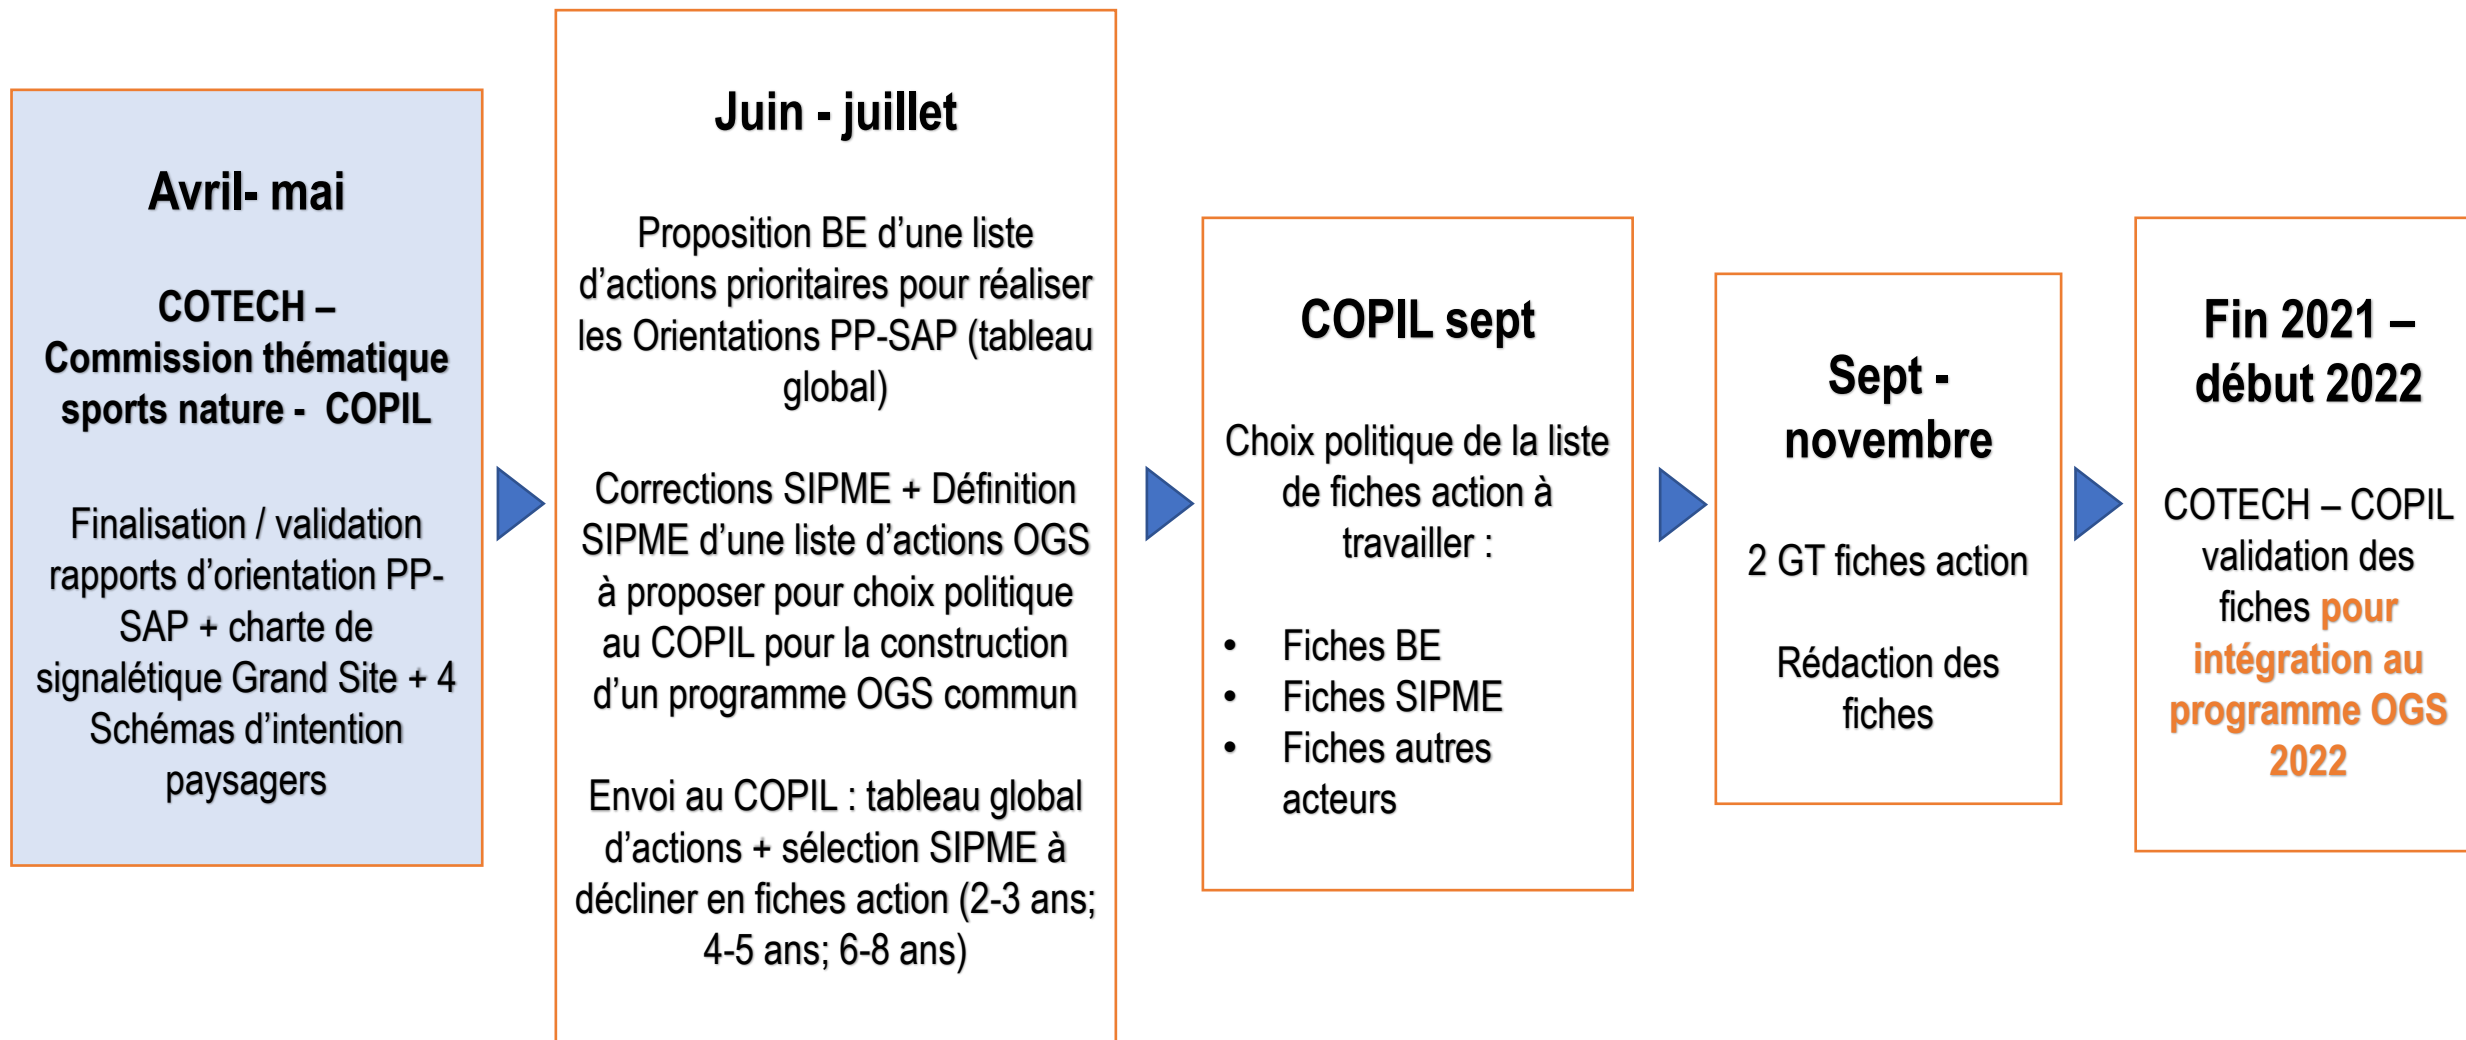 Avril- mai
COTECH –
Commission thématique
sports nature - COPIL
Finalisation / validation
rapports d’orientation PP-
SAP + charte de
signalétique Grand Site + 4
Schémas d’intention
paysagers
Juin - juillet
Proposition BE d’une liste
d’actions prioritaires pour réaliser
les Orientations PP-SAP (tableau
global)
Corrections SIPME + Définition
SIPME d’une liste d’actions OGS
à proposer pour choix politique
au COPIL pour la construction
d’un programme OGS commun
Envoi au COPIL : tableau global
d’actions + sélection SIPME à
décliner en fiches action (2-3 ans;
4-5 ans; 6-8 ans)
COPIL sept
Choix politique de la liste
de fiches action à
travailler :
• Fiches BE
• Fiches SIPME
• Fiches autres
acteurs
Sept -
novembre
2 GT fiches action
Rédaction des
fiches
Fin 2021 –
début 2022
COTECH – COPIL
validation des
fiches pour
intégration au
programme OGS
2022